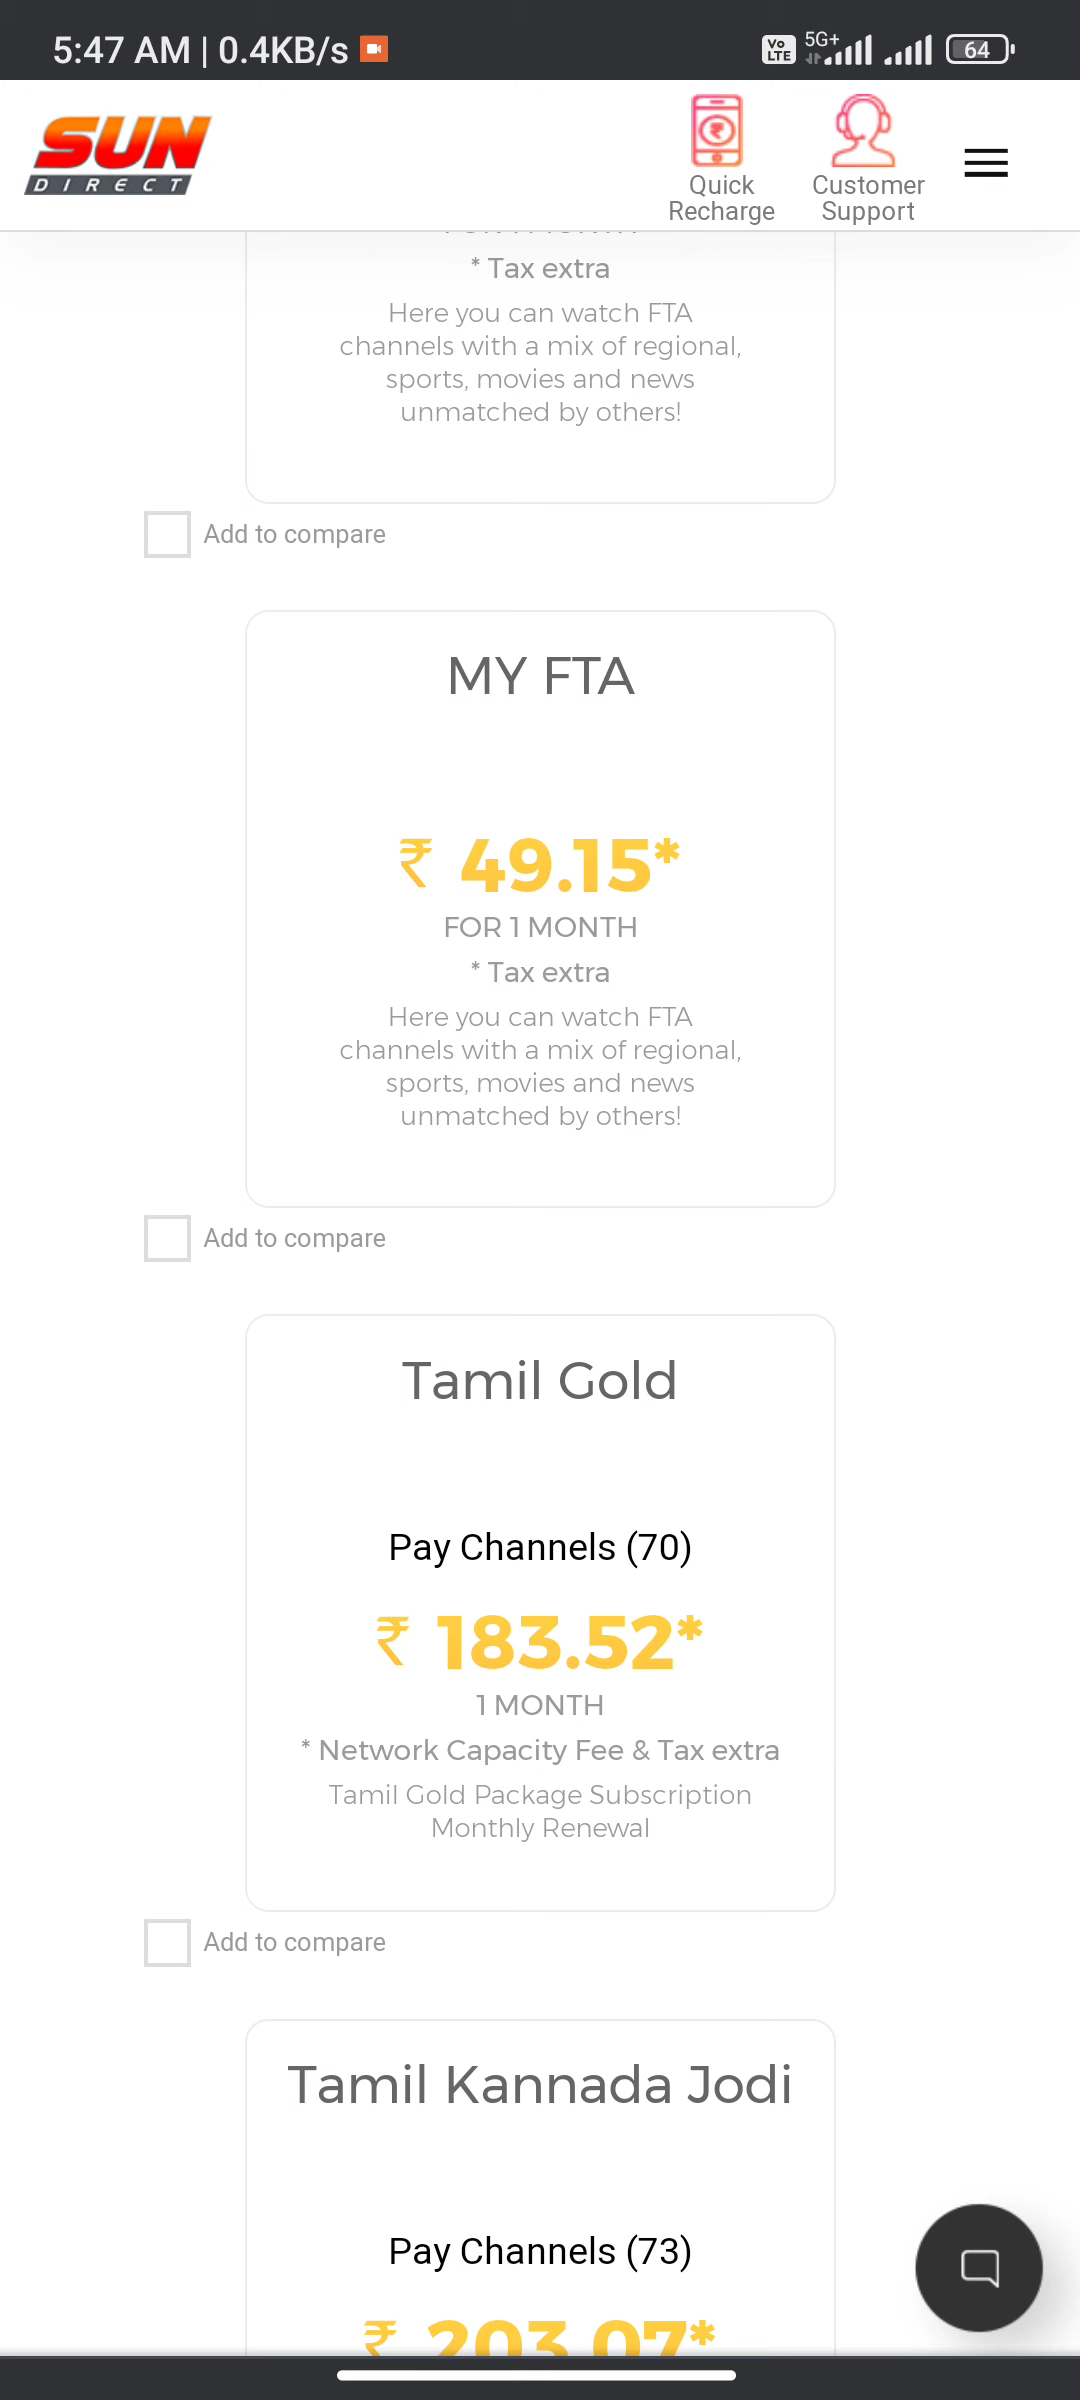 5:47 AM | 0.4KB/s
Vo
LTE
5G+
64
SUN
DIRECT
Quick
Recharge
Customer
Support
* Tax extra
Here you can watch FTA
channels with a mix of regional,
sports, movies and news
unmatched by others!
Add to compare
MY FTA
₹ 49.15*
FOR 1 MONTH
* Tax extra
Here you can watch FTA
channels with a mix of regional,
sports, movies and news
unmatched by others!
Add to compare
Tamil Gold
Pay Channels (70)
₹ 183.52*
1 MONTH
* Network Capacity Fee & Tax extra
Tamil Gold Package Subscription
Monthly Renewal
Add to compare
Tamil Kannada Jodi
Pay Channels (73)
₹ 203.07*